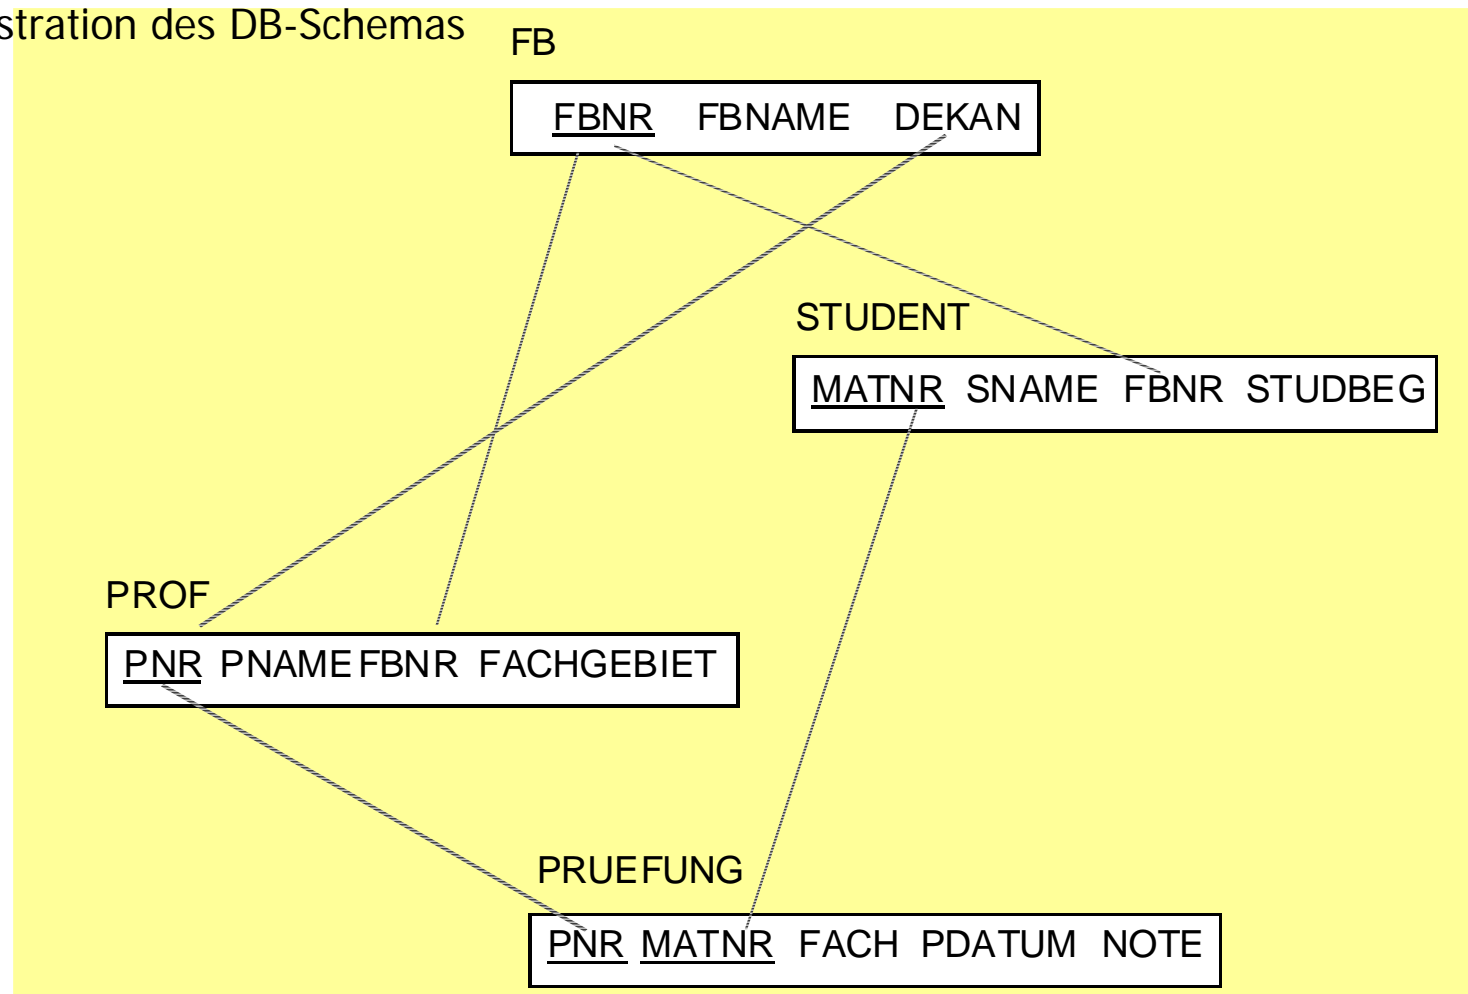 stration des DB-Schemas
FB
FBNR FBNAME DEKAN
STUDENT
MATNR SNAME FBNR STUDBEG
PROF
PNR PNAME FBNR FACHGEBIET
PRUEFUNG
PNR MATNR FACH PDATUM NOTE